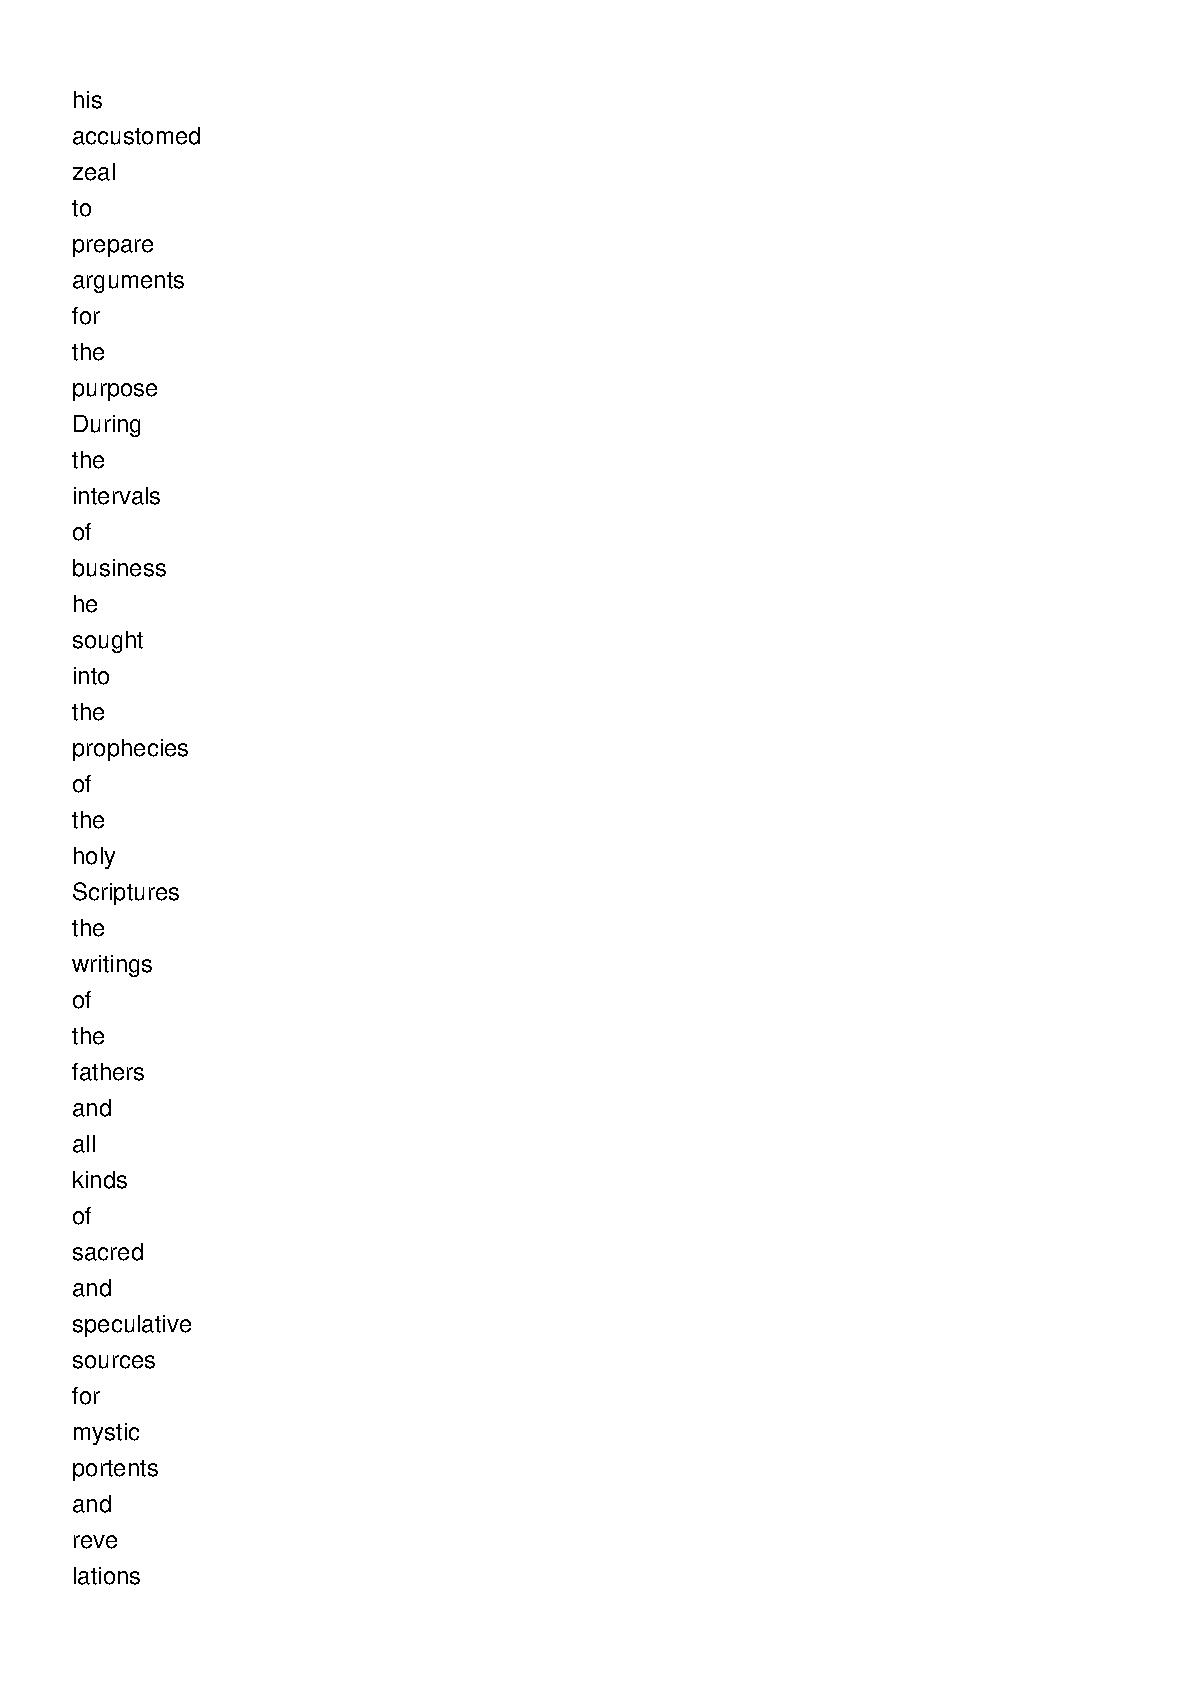 his
accustomed
zeal
to
prepare
arguments
for
the
purpose
During
the
intervals
of
business
he
sought
into
the
prophecies
of
the
holy
Scriptures
the
writings
of
the
fathers
and
all
kinds
of
sacred
and
speculative
sources
for
mystic
portents
and
reve
lations